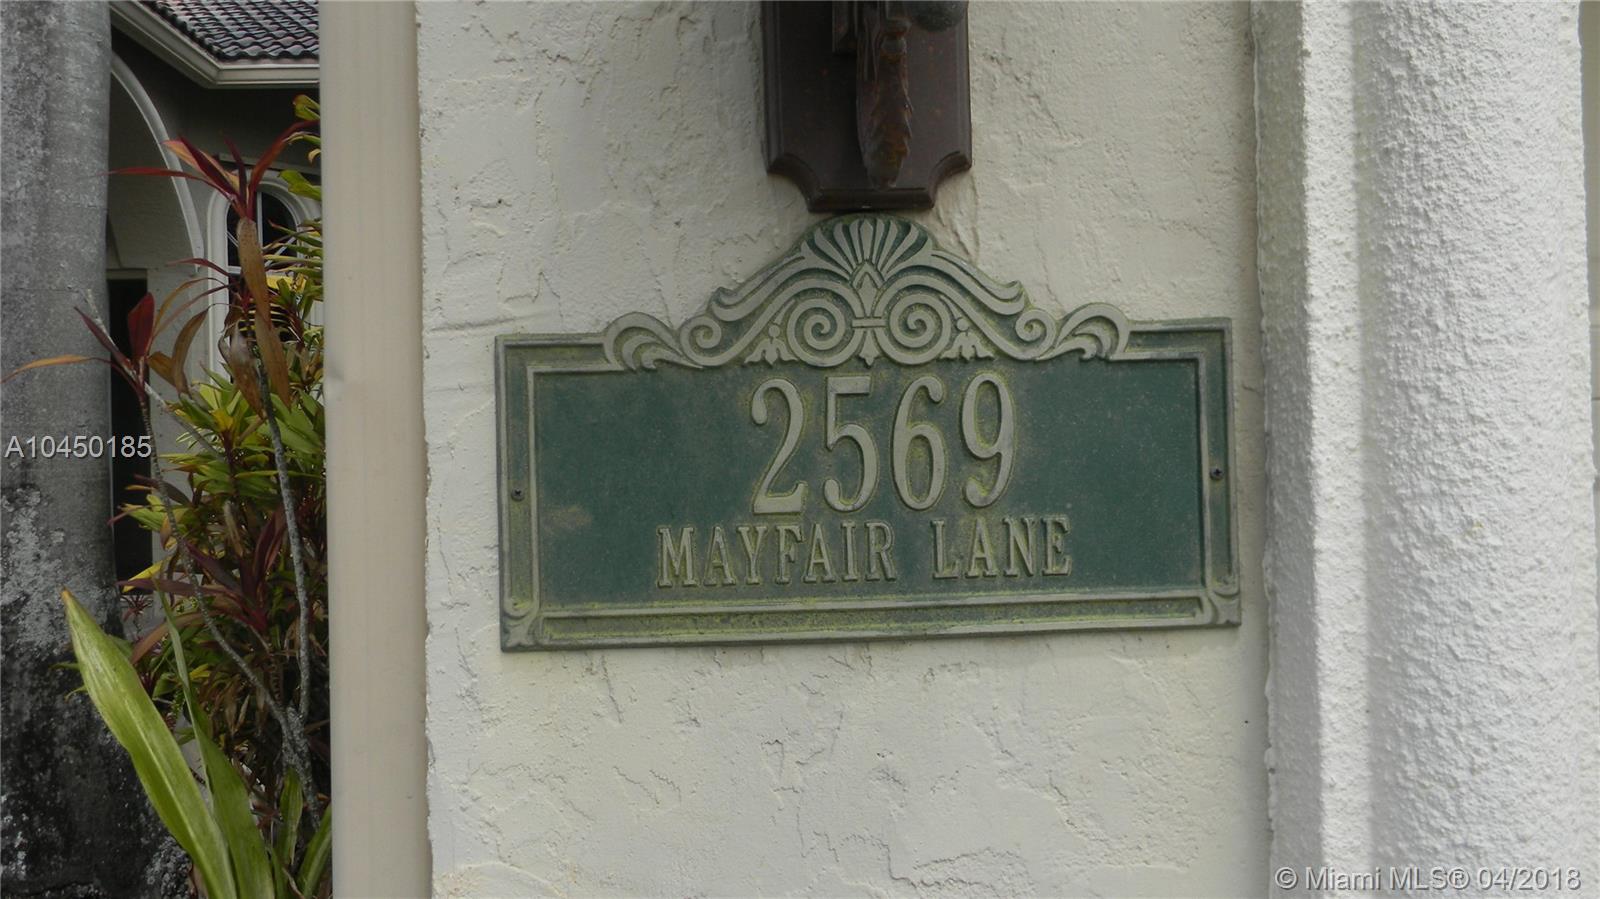 2569
MAYFAIR LANE
A10450185
© Miami MLS® 04/2018